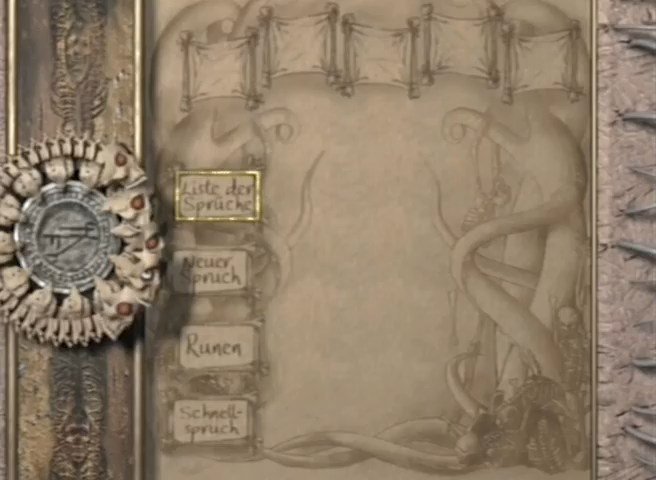 Liste der
Sprüche
Neuer
Spruch
Runen
Schnell-
spruch